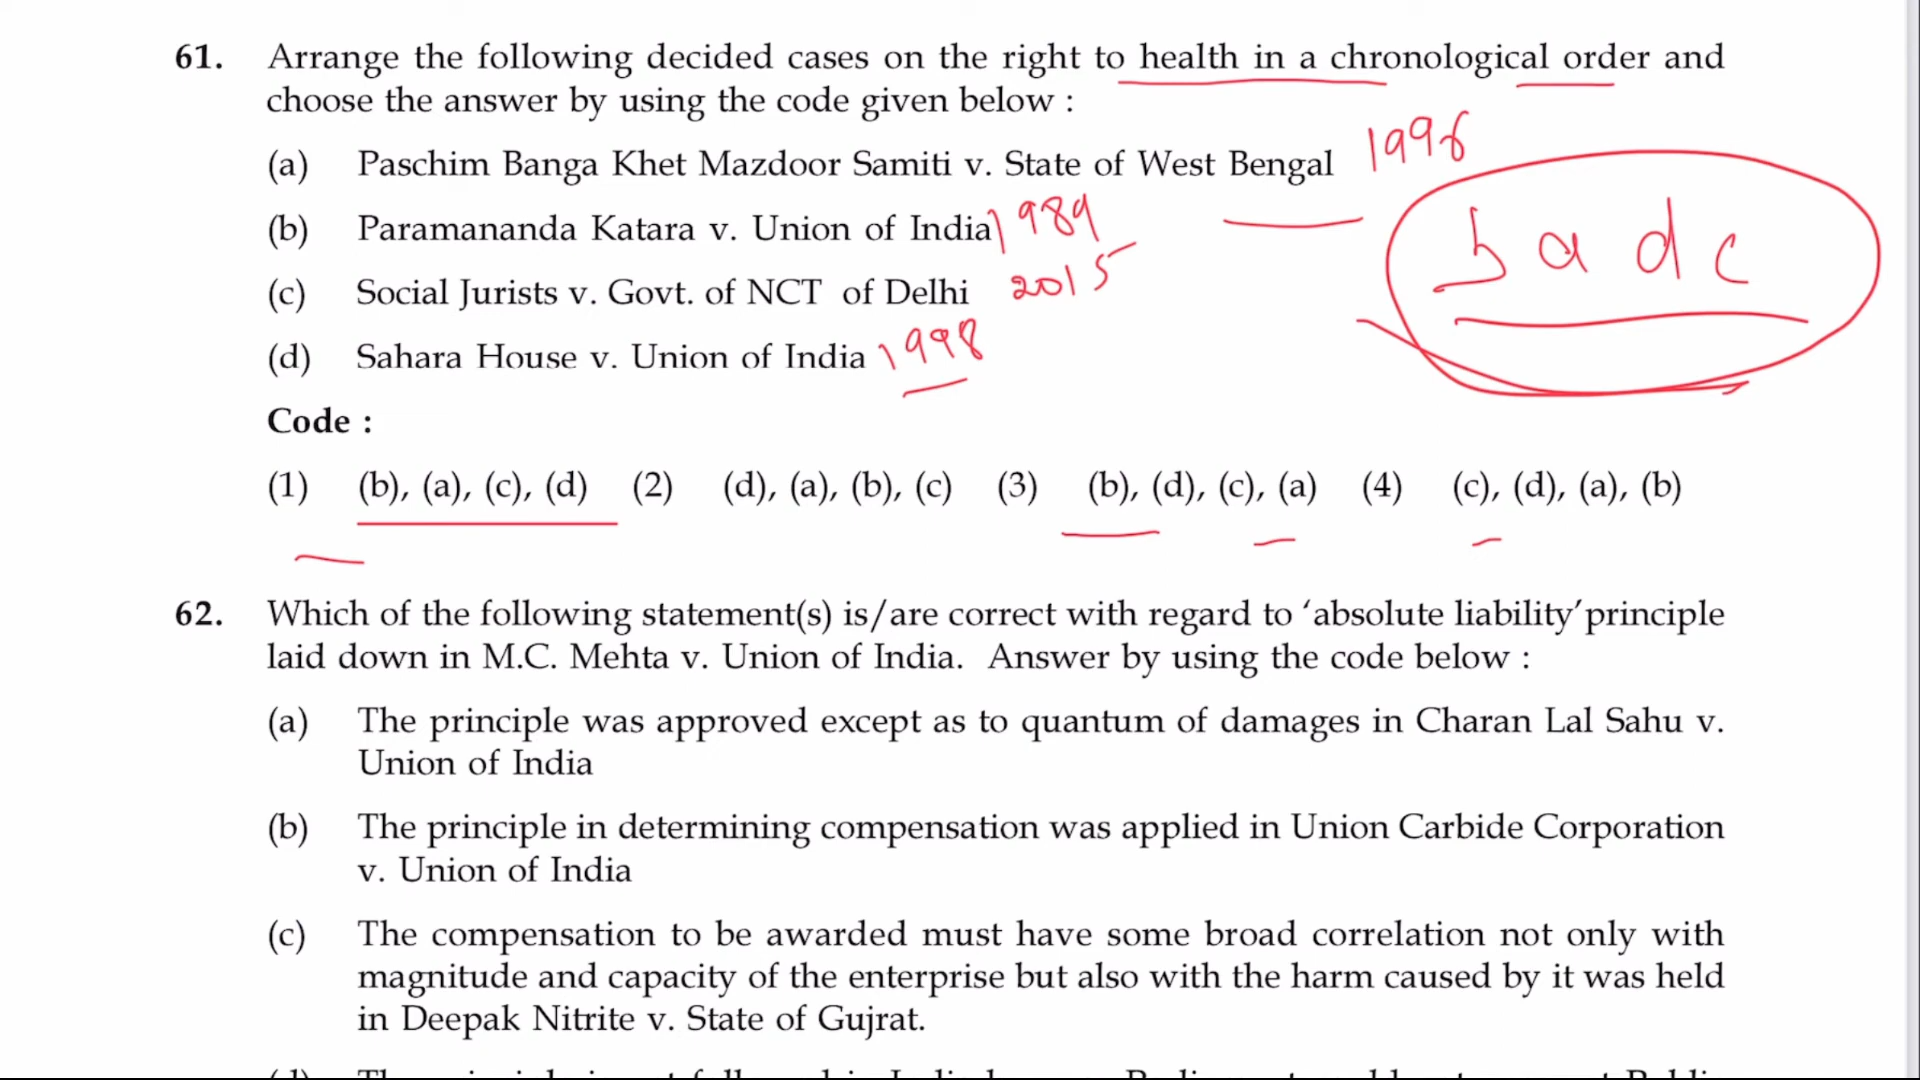 61. Arrange the following decided cases on the right to health in a chronological order and
choose the answer by using the code given below :
(a) Paschim Banga Khet Mazdoor Samiti v. State of West Bengal 1996
(b) Paramananda Katara v. Union of India 1989
(c) Social Jurists v. Govt. of NCT of Delhi 2015
(d) Sahara House v. Union of India 1998
b a d c
Code :
(1) (b), (a), (c), (d) (2) (d), (a), (b), (c) (3) (b), (d), (c), (a) (4) (c), (d), (a), (b)
62. Which of the following statement(s) is/are correct with regard to ‘absolute liability’principle
laid down in M.C. Mehta v. Union of India. Answer by using the code below :
(a) The principle was approved except as to quantum of damages in Charan Lal Sahu v.
Union of India
(b) The principle in determining compensation was applied in Union Carbide Corporation
v. Union of India
(c) The compensation to be awarded must have some broad correlation not only with
magnitude and capacity of the enterprise but also with the harm caused by it was held
in Deepak Nitrite v. State of Gujrat.